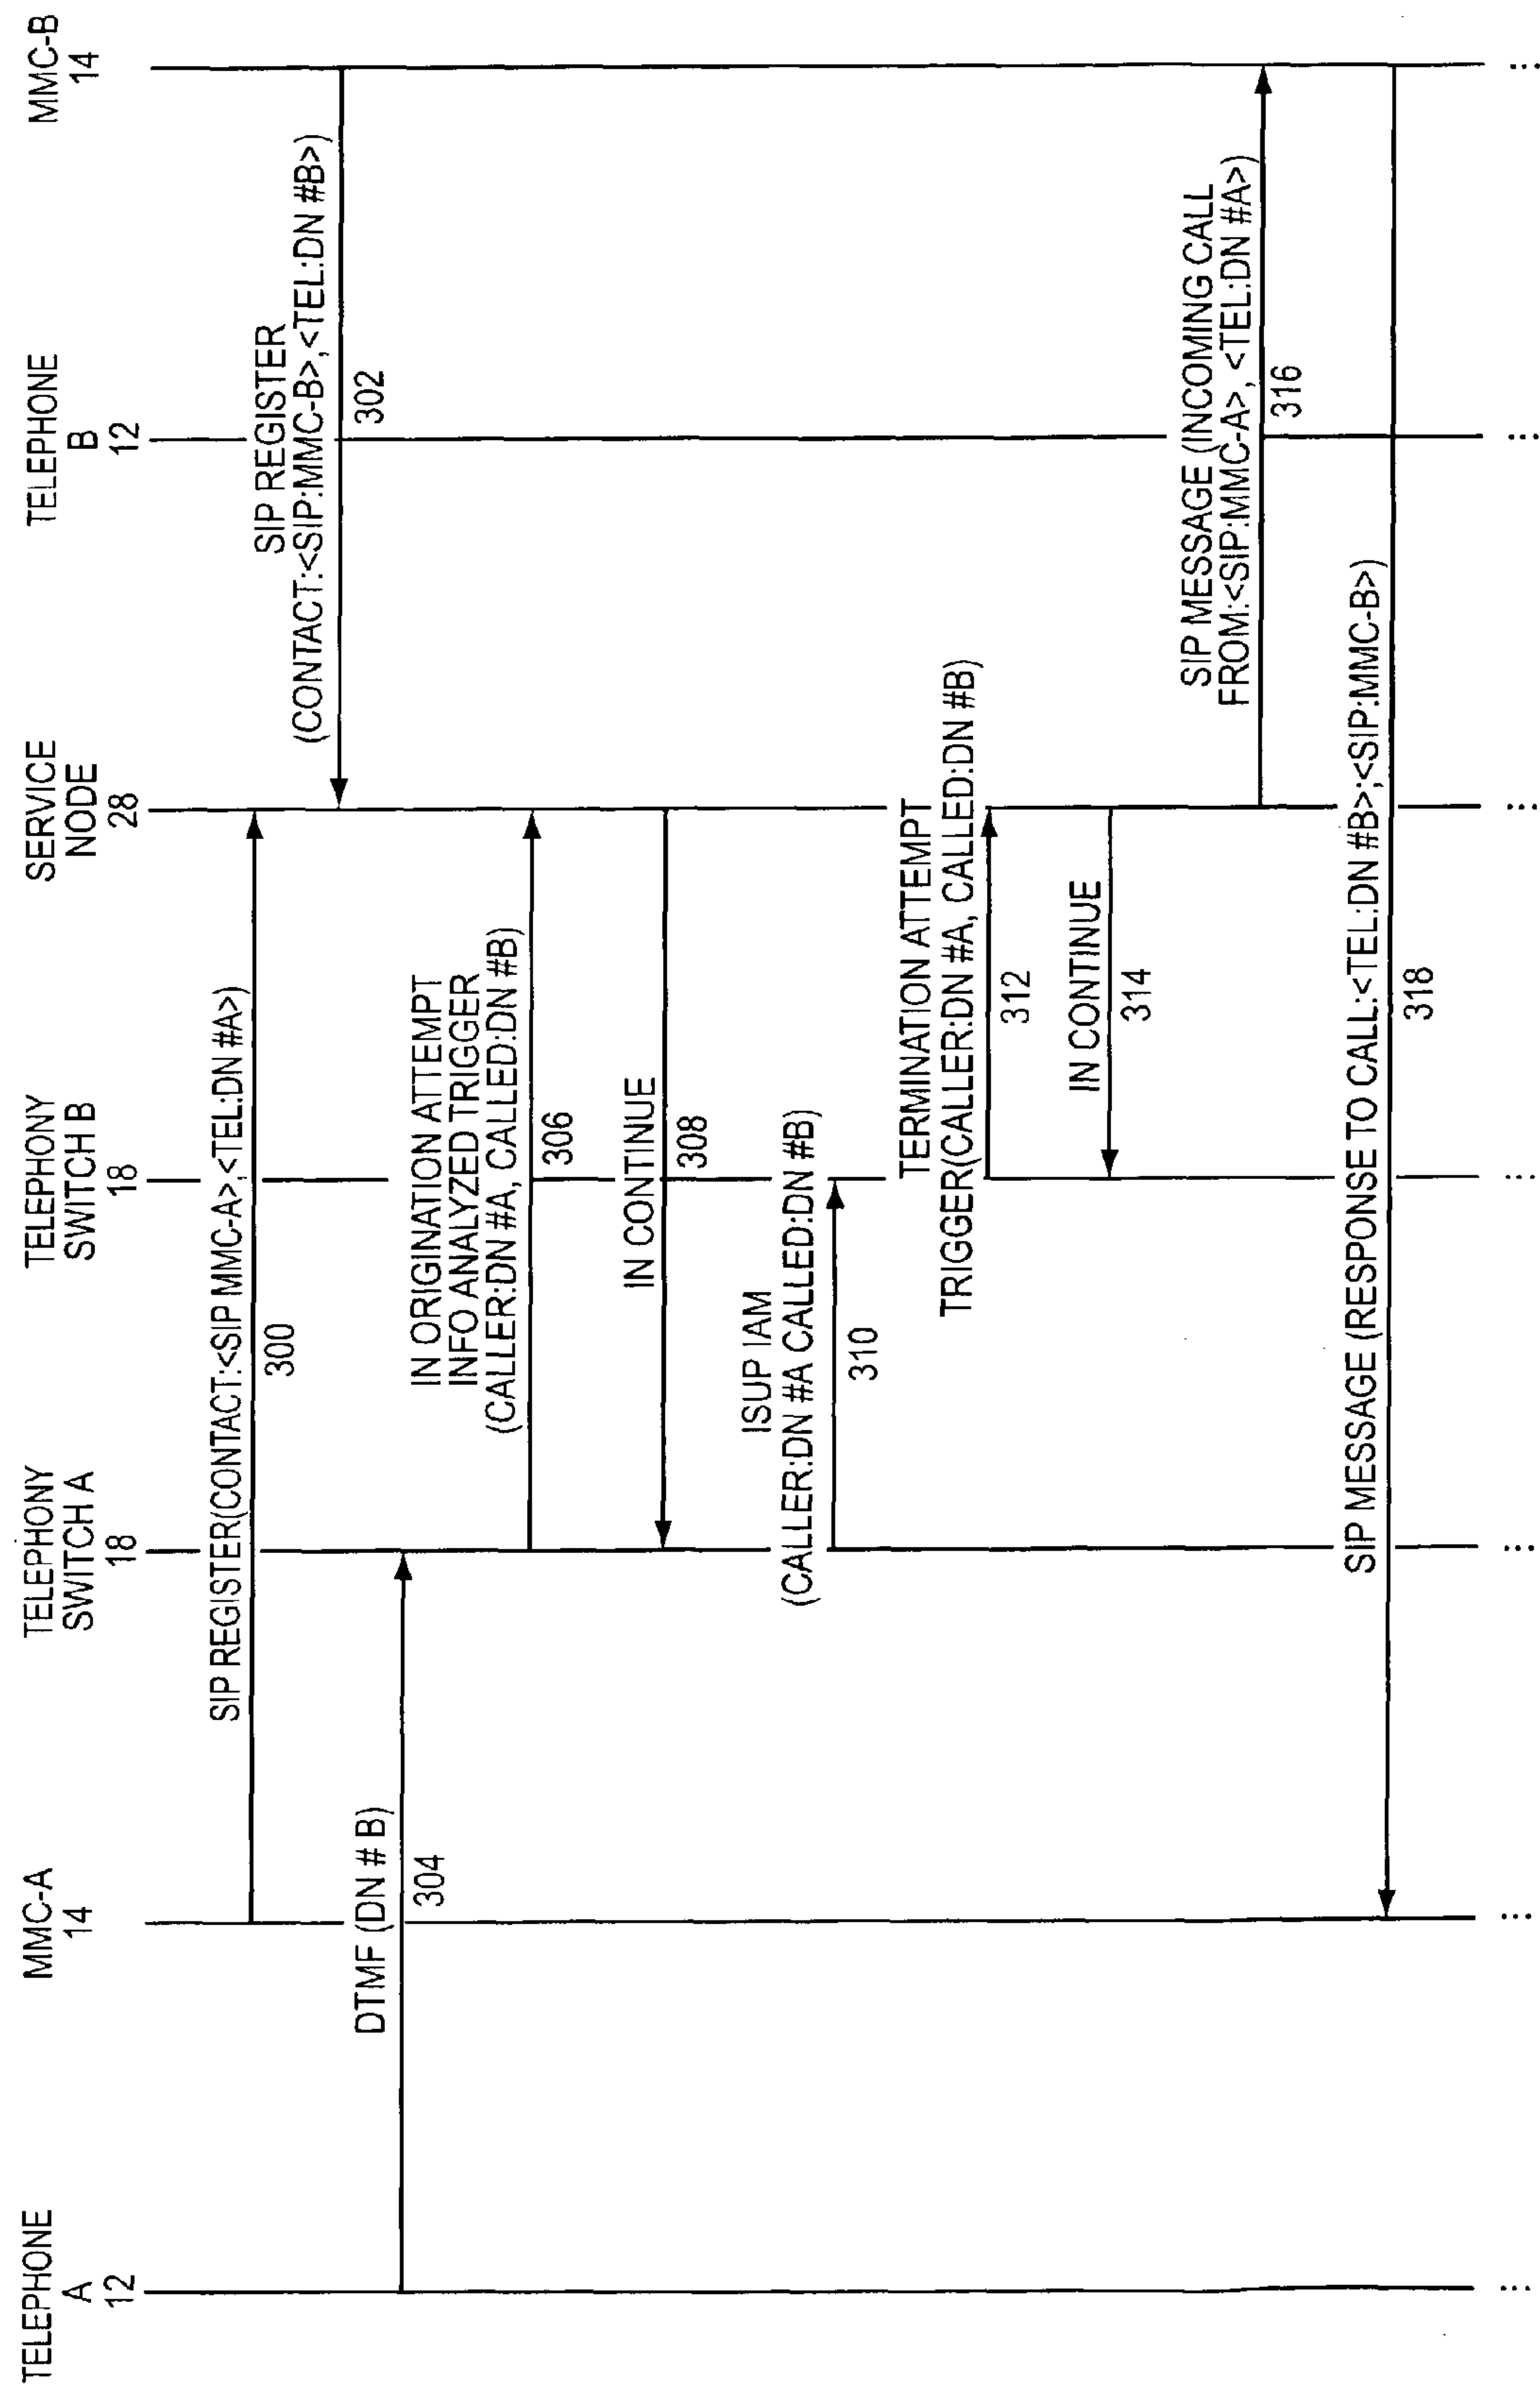 TELEPHONE
A
12
MMC-A
14
TELEPHONY
SWITCH A
18
TELEPHONY
SWITCH B
18
SERVICE
NODE
28
TELEPHONE
B
12
MMC-B
14
SIP REGISTER(CONTACT:<SIP MMC-A>,<TEL:DN #A>)
300
SIP REGISTER
(CONTACT:<SIP:MMC-B>,<TEL:DN #B>)
302
DTMF (DN # B)
304
IN ORIGINATION ATTEMPT
INFO ANALYZED TRIGGER
(CALLER:DN #A, CALLED:DN #B)
306
IN CONTINUE
308
ISUP IAM
(CALLER:DN #A CALLED:DN #B)
310
TERMINATION ATTEMPT
TRIGGER(CALLER:DN #A, CALLED:DN #B)
312
IN CONTINUE
314
SIP MESSAGE (INCOMING CALL
FROM:<SIP:MMC-A>, <TEL:DN #A>)
316
SIP MESSAGE (RESPONSE TO CALL:<TEL:DN #B>;<SIP:MMC-B>)
318